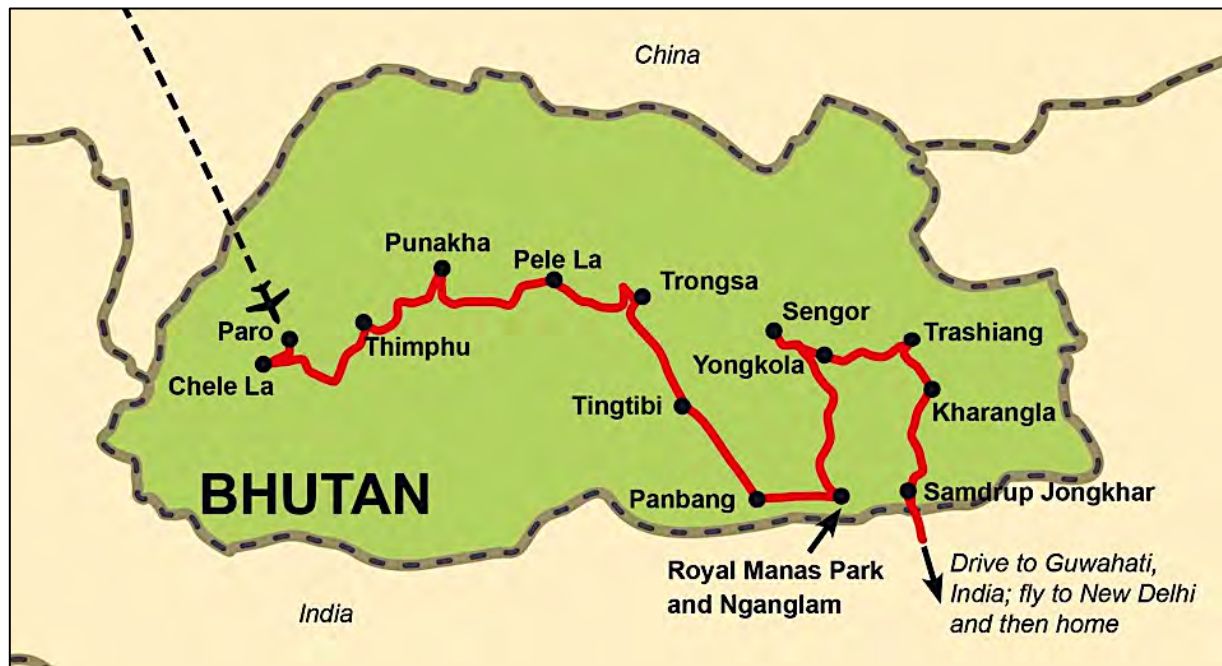 China
Punakha
Pele La
Trongsa
Sengor
Trashiang
Paro
Thimphu
Yongkola
Chele La
Kharangla
Tingtibi
BHUTAN
Panbang
Samdrup Jongkhar
Royal Manas Park
and Nganglam
Drive to Guwahati,
India; fly to New Delhi
and then home
India